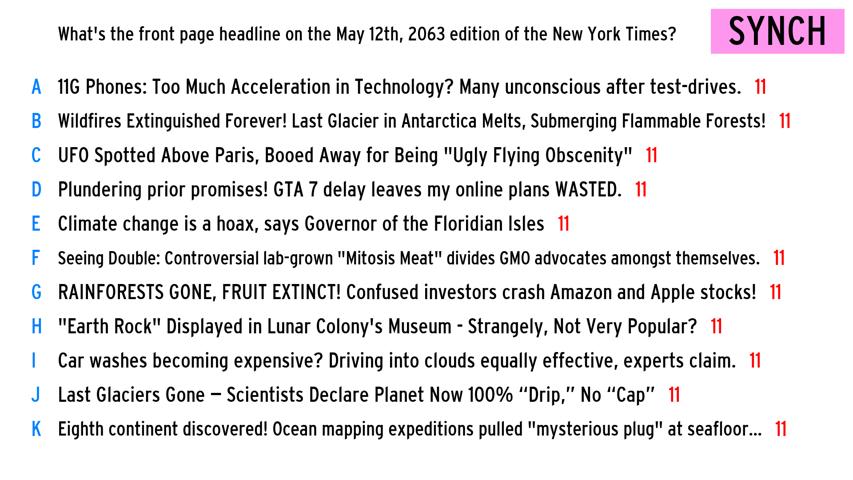 What's the front page headline on the May 12th, 2063 edition of the New York Times?
SYNCH
A 11G Phones: Too Much Acceleration in Technology? Many unconscious after test-drives. 11
B Wildfires Extinguished Forever! Last Glacier in Antarctica Melts, Submerging Flammable Forests! 11
C UFO Spotted Above Paris, Booed Away for Being "Ugly Flying Obscenity" 11
D Plundering prior promises! GTA 7 delay leaves my online plans WASTED. 11
E Climate change is a hoax, says Governor of the Floridian Isles 11
F Seeing Double: Controversial lab-grown "Mitosis Meat" divides GMO advocates amongst themselves. 11
G RAINFORESTS GONE, FRUIT EXTINCT! Confused investors crash Amazon and Apple stocks! 11
H "Earth Rock" Displayed in Lunar Colony's Museum - Strangely, Not Very Popular? 11
I Car washes becoming expensive? Driving into clouds equally effective, experts claim. 11
J Last Glaciers Gone – Scientists Declare Planet Now 100% “Drip,” No “Cap” 11
K Eighth continent discovered! Ocean mapping expeditions pulled "mysterious plug" at seafloor... 11